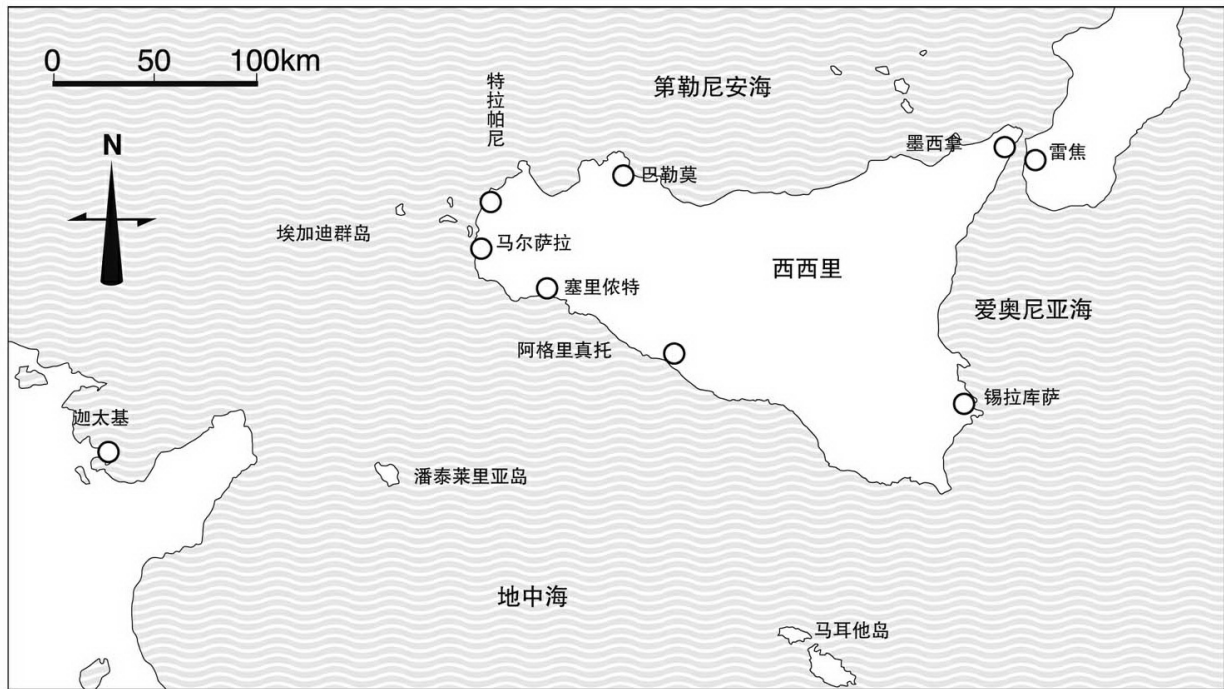 0 50 100km
N
特拉帕尼
第勒尼安海
墨西拿
雷焦
巴勒莫
埃加迪群岛
马尔萨拉
西西里
塞里侬特
爱奥尼亚海
阿格里真托
锡拉库萨
迦太基
潘泰莱里亚岛
地中海
马耳他岛